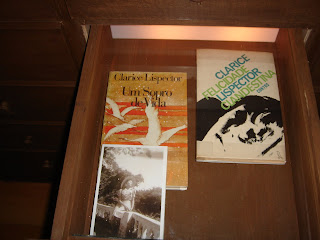 Clarice Lispector
Um Sopro
de Vida
CLARICE
FELICIDADE
LISPECTOR
CLANDESTINA